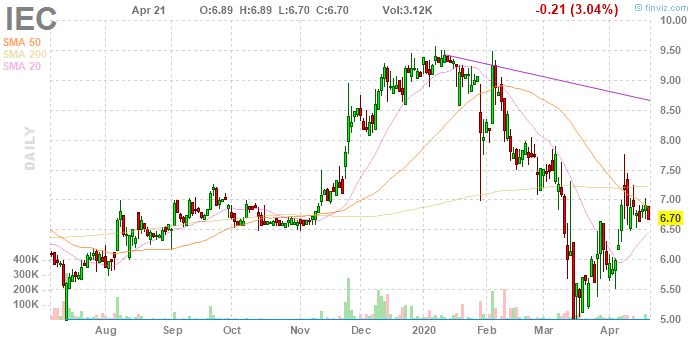 IEC Apr 21 O:6.89 H:6.89 L:6.70 C:6.70 Vol:3.12K -0.21 (3.04%) © finviz.com
SMA 50
SMA 200
SMA 20
DAILY
10.00
9.50
9.00
8.50
8.00
7.50
7.00
6.70
6.50
6.00
5.50
5.00
400K
300K
200K
100K
Aug Sep Oct Nov Dec 2020 Feb Mar Apr